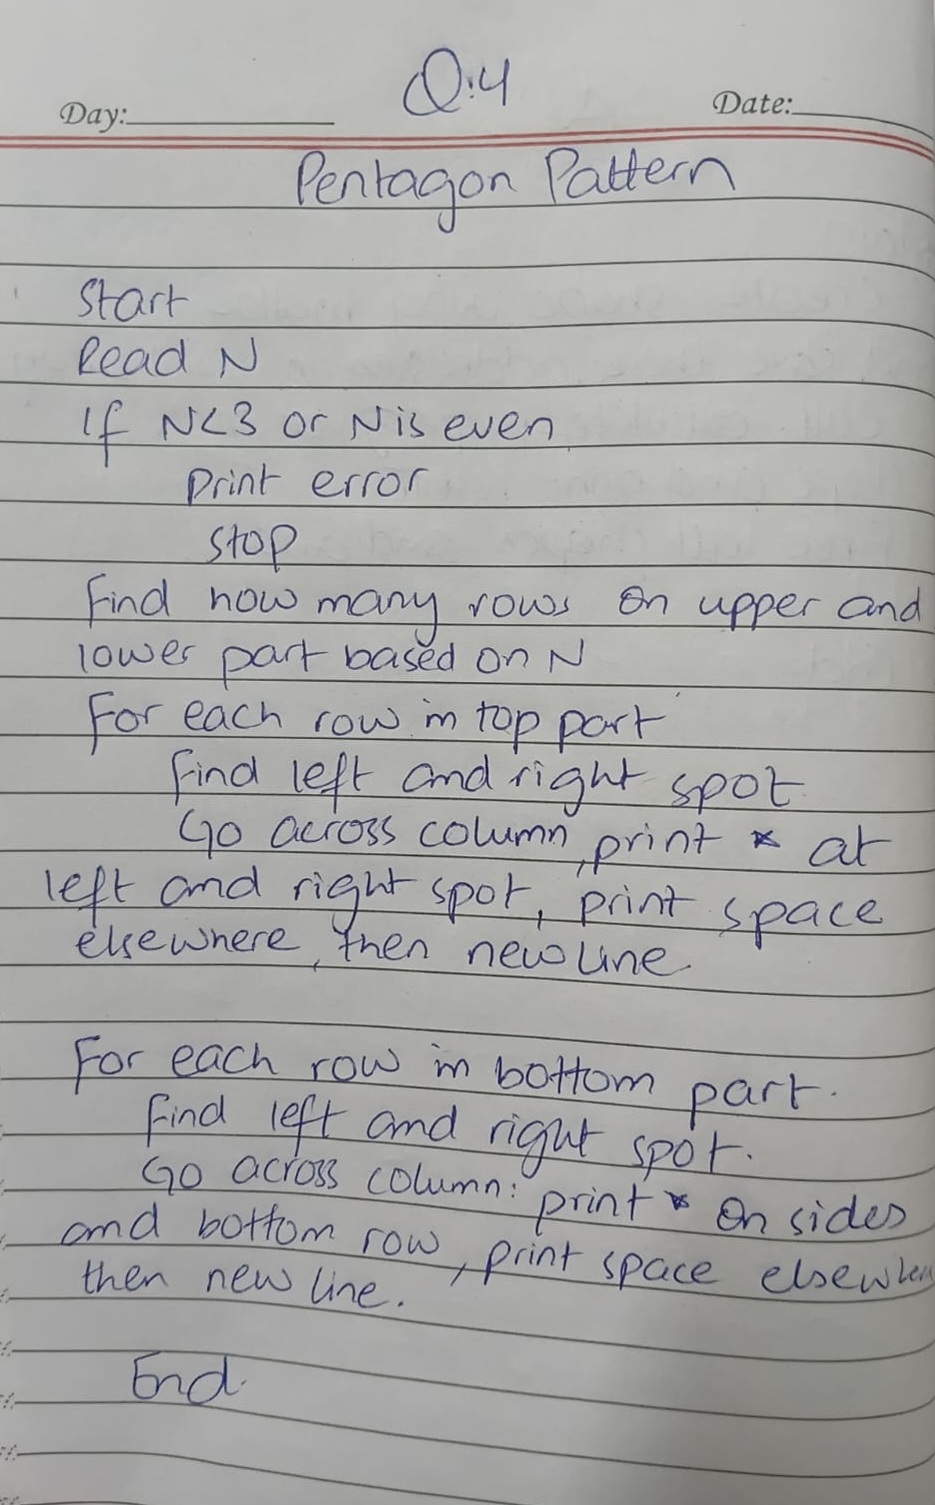 Q:4
Day: Date:
Pentagon Pattern
Start
Read N
If N<3 or N is even
Print error
Stop
Find how many rows on upper and
lower part based on N
For each row in top part
Find left and right spot
Go across column, print * at
left and right spot, print space
elsewhere, then new line.
For each row in bottom part.
Find left and right spot.
Go across column: print * on sides
and bottom row, print space elsewhere
then new line.
End.